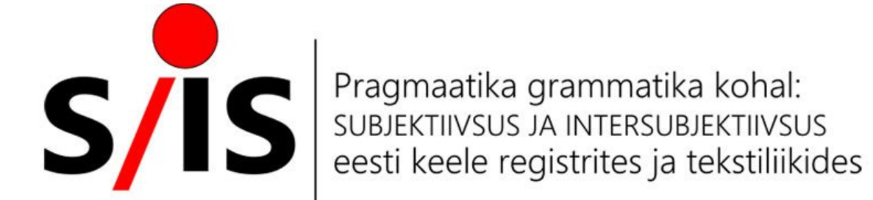 s/is
Pragmaatika grammatika kohal:
SUBJEKTIIVSUS JA INTERSUBJEKTIIVSUS
eesti keele registrites ja tekstiliikides